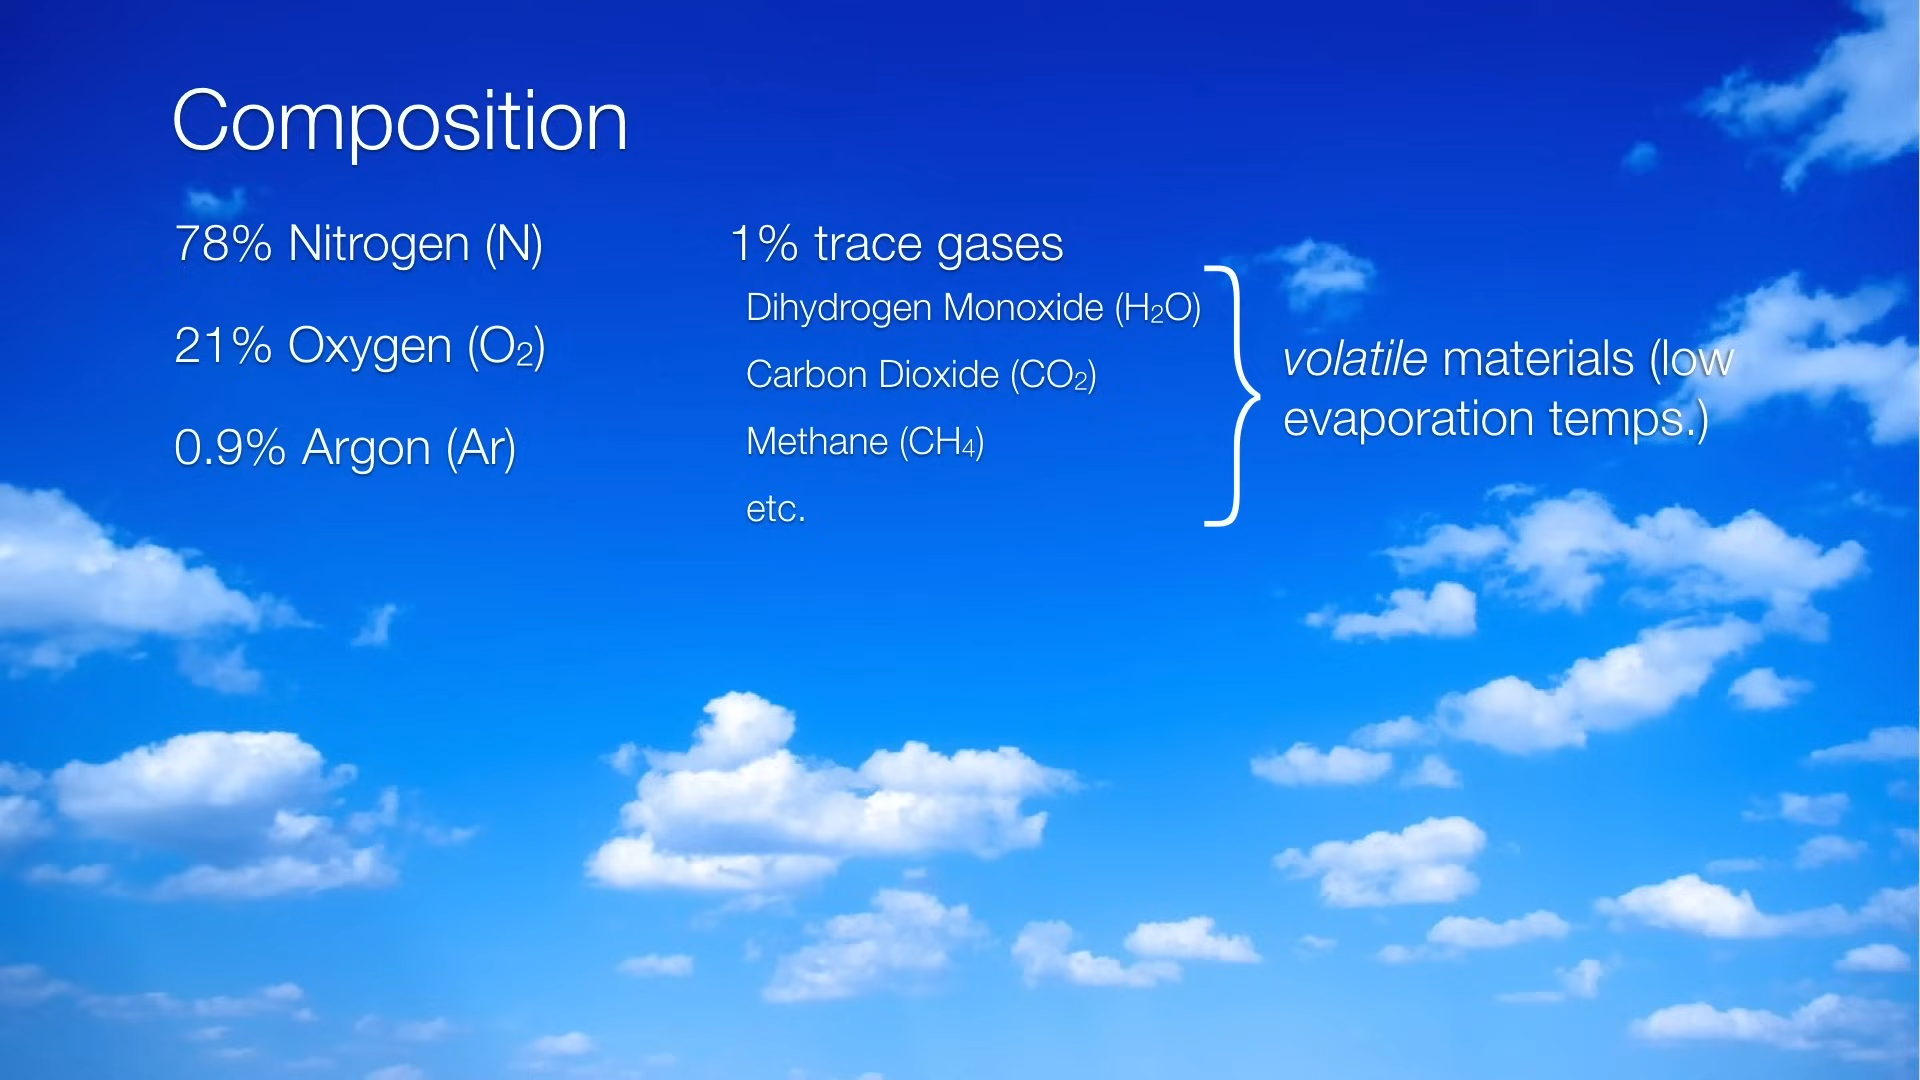 Composition
78% Nitrogen (N)
21% Oxygen (O₂)
0.9% Argon (Ar)
1% trace gases
Dihydrogen Monoxide (H₂O)
Carbon Dioxide (CO₂)
Methane (CH₄)
etc.
volatile materials (low
evaporation temps.)